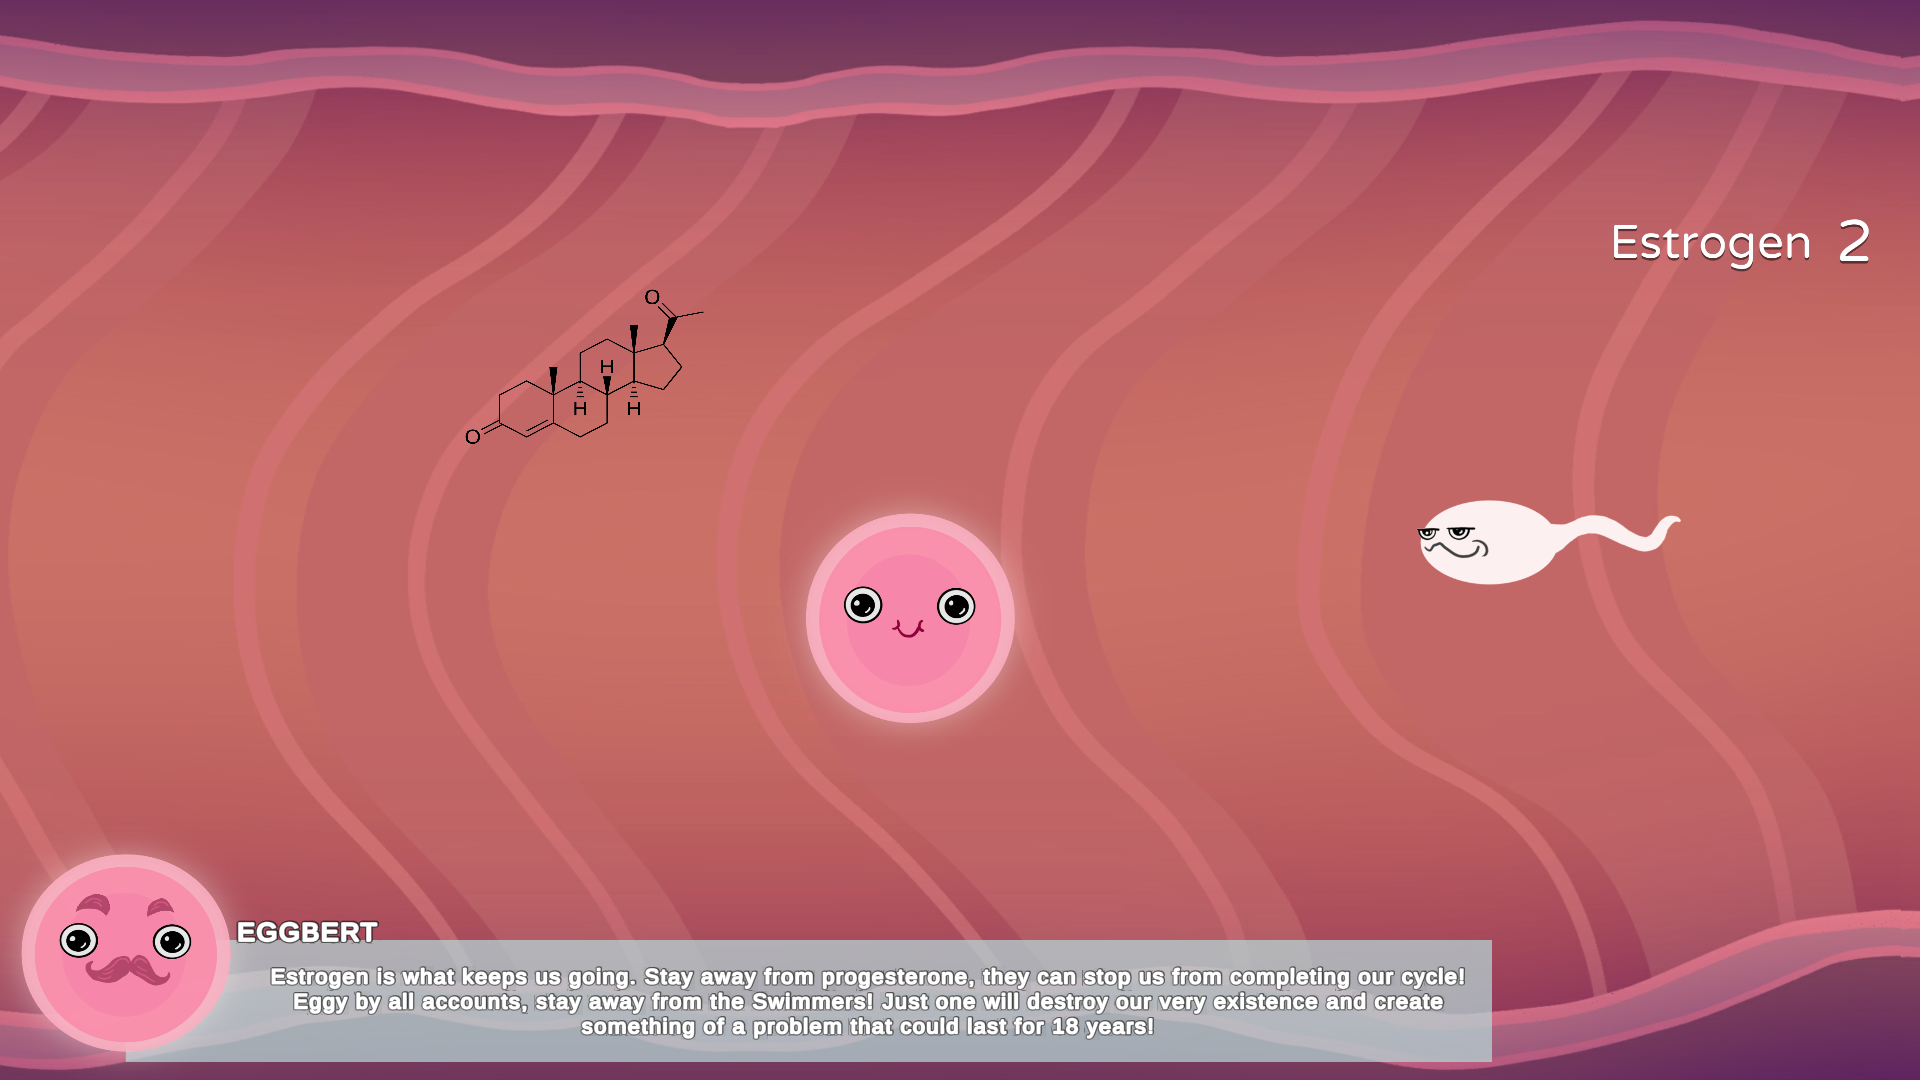 Estrogen 2
O
H
H H
O
EGGBERT
Estrogen is what keeps us going. Stay away from progesterone, they can stop us from completing our cycle!
Eggy by all accounts, stay away from the Swimmers! Just one will destroy our very existence and create
something of a problem that could last for 18 years!